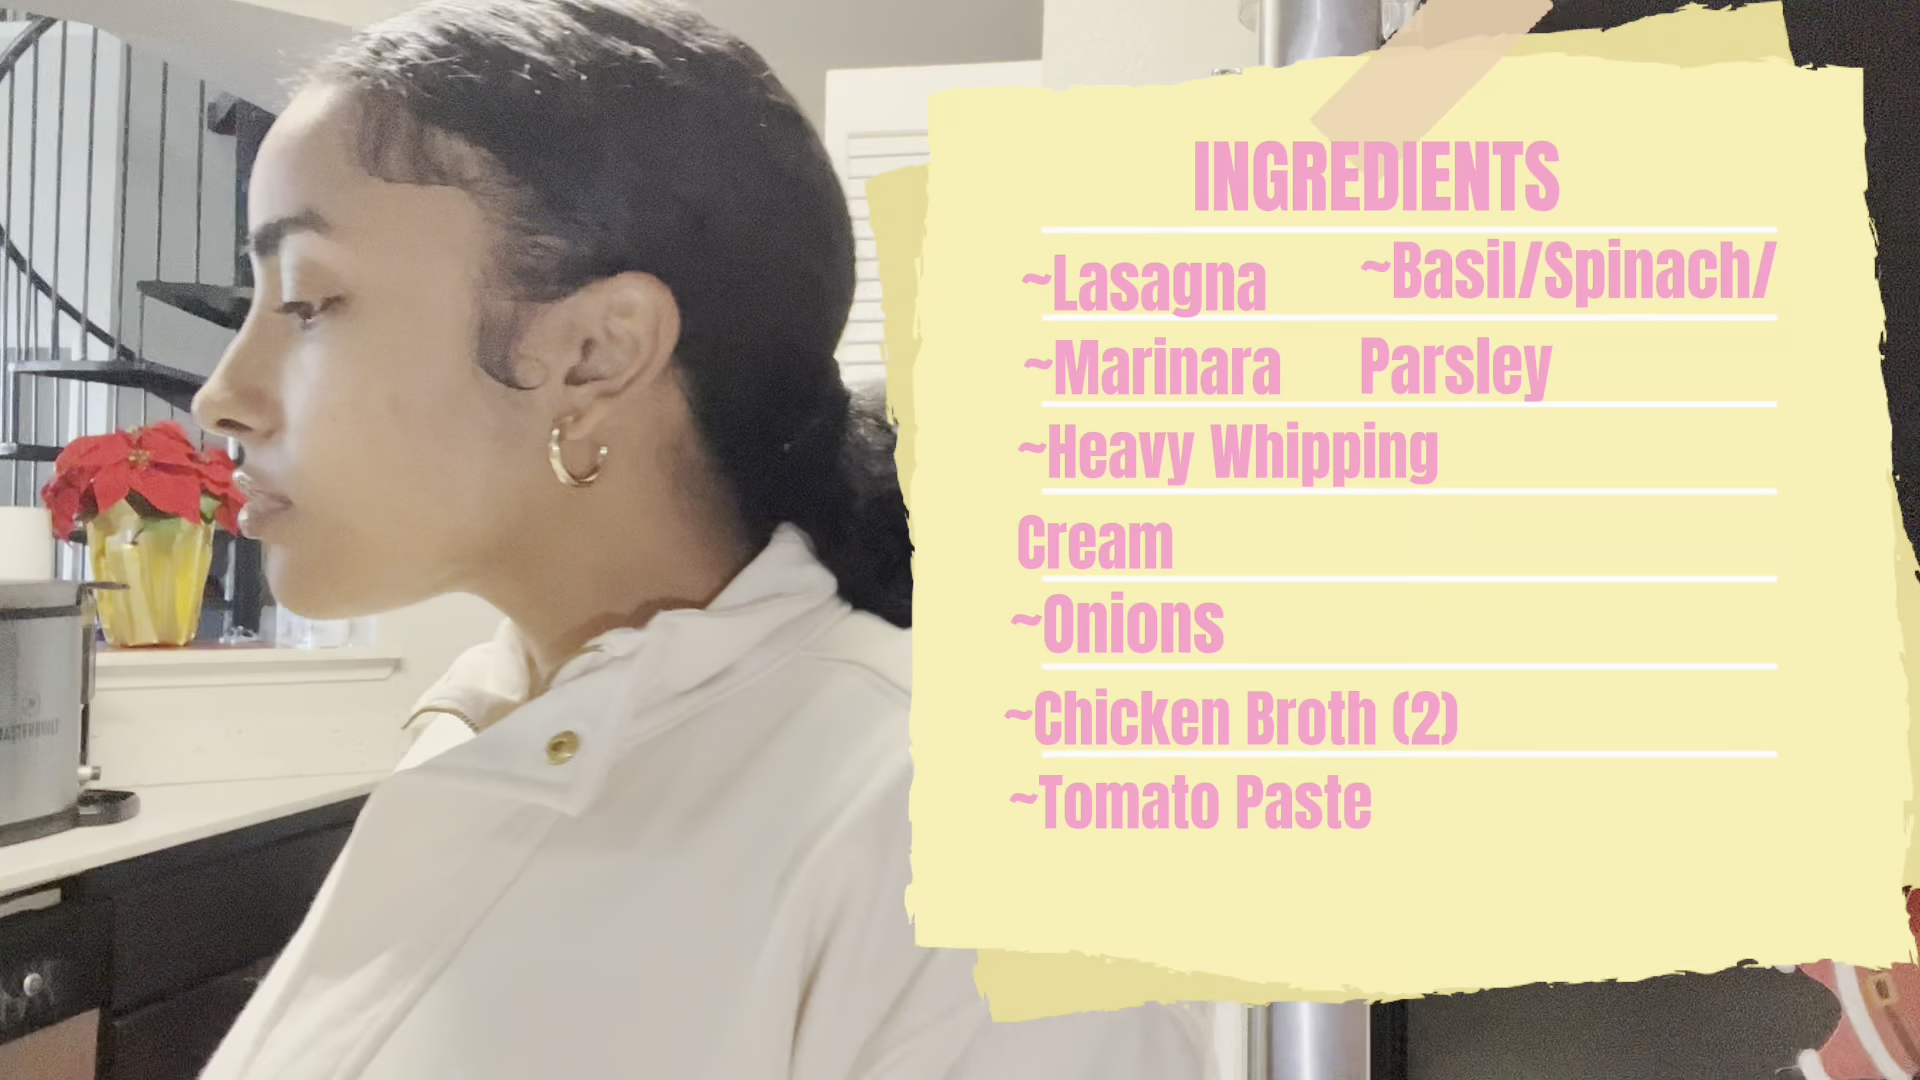 INGREDIENTS
~Lasagna
~Marinara
~Heavy Whipping
Cream
~Onions
~Chicken Broth (2)
~Tomato Paste
~Basil/Spinach/
Parsley